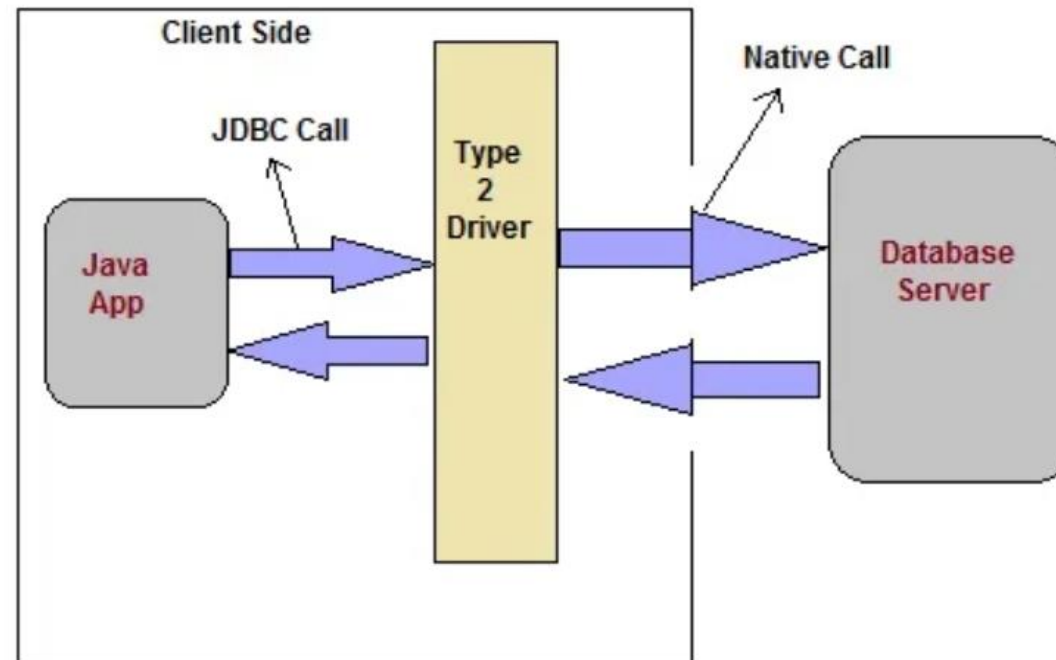 Client Side
Native Call
JDBC Call
Type
2
Driver
Java
App
Database
Server